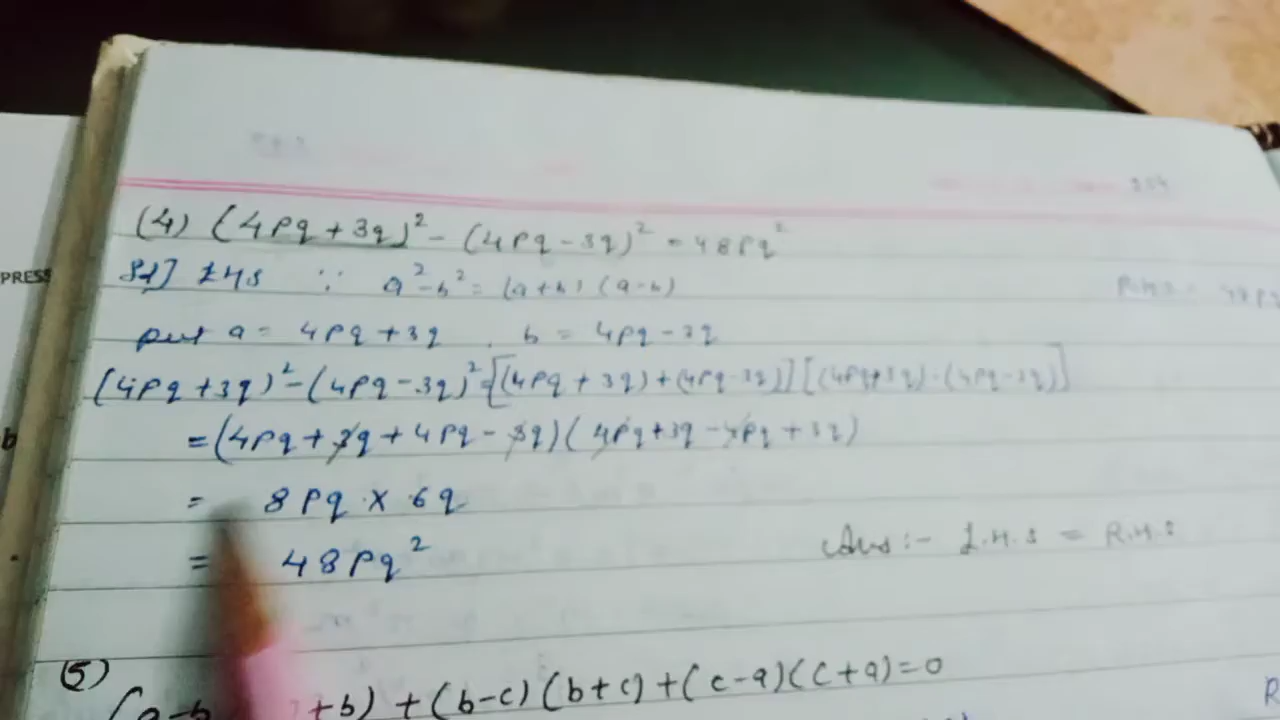 (4) (4pq + 3q)² - (4pq - 3q)² = 48pq²
Sol] LHS ∵ a² - b² = (a+b) (a-b)
R.H.S = 48pq
put a = 4pq + 3q , b = 4pq - 3q
(4pq + 3q)² - (4pq - 3q)² = [(4pq + 3q) + (4pq - 3q)] [(4pq+3q) - (4pq - 3q)]
= (4pq + 3q + 4pq - 3q) (4pq + 3q - 4pq + 3q)
= 8pq × 6q
= 48pq²
Ans :- L.H.S = R.H.S
(5)
(a-b +b) + (b-c) (b+c) + (c-a) (c+a) = 0
R
PRESS
b